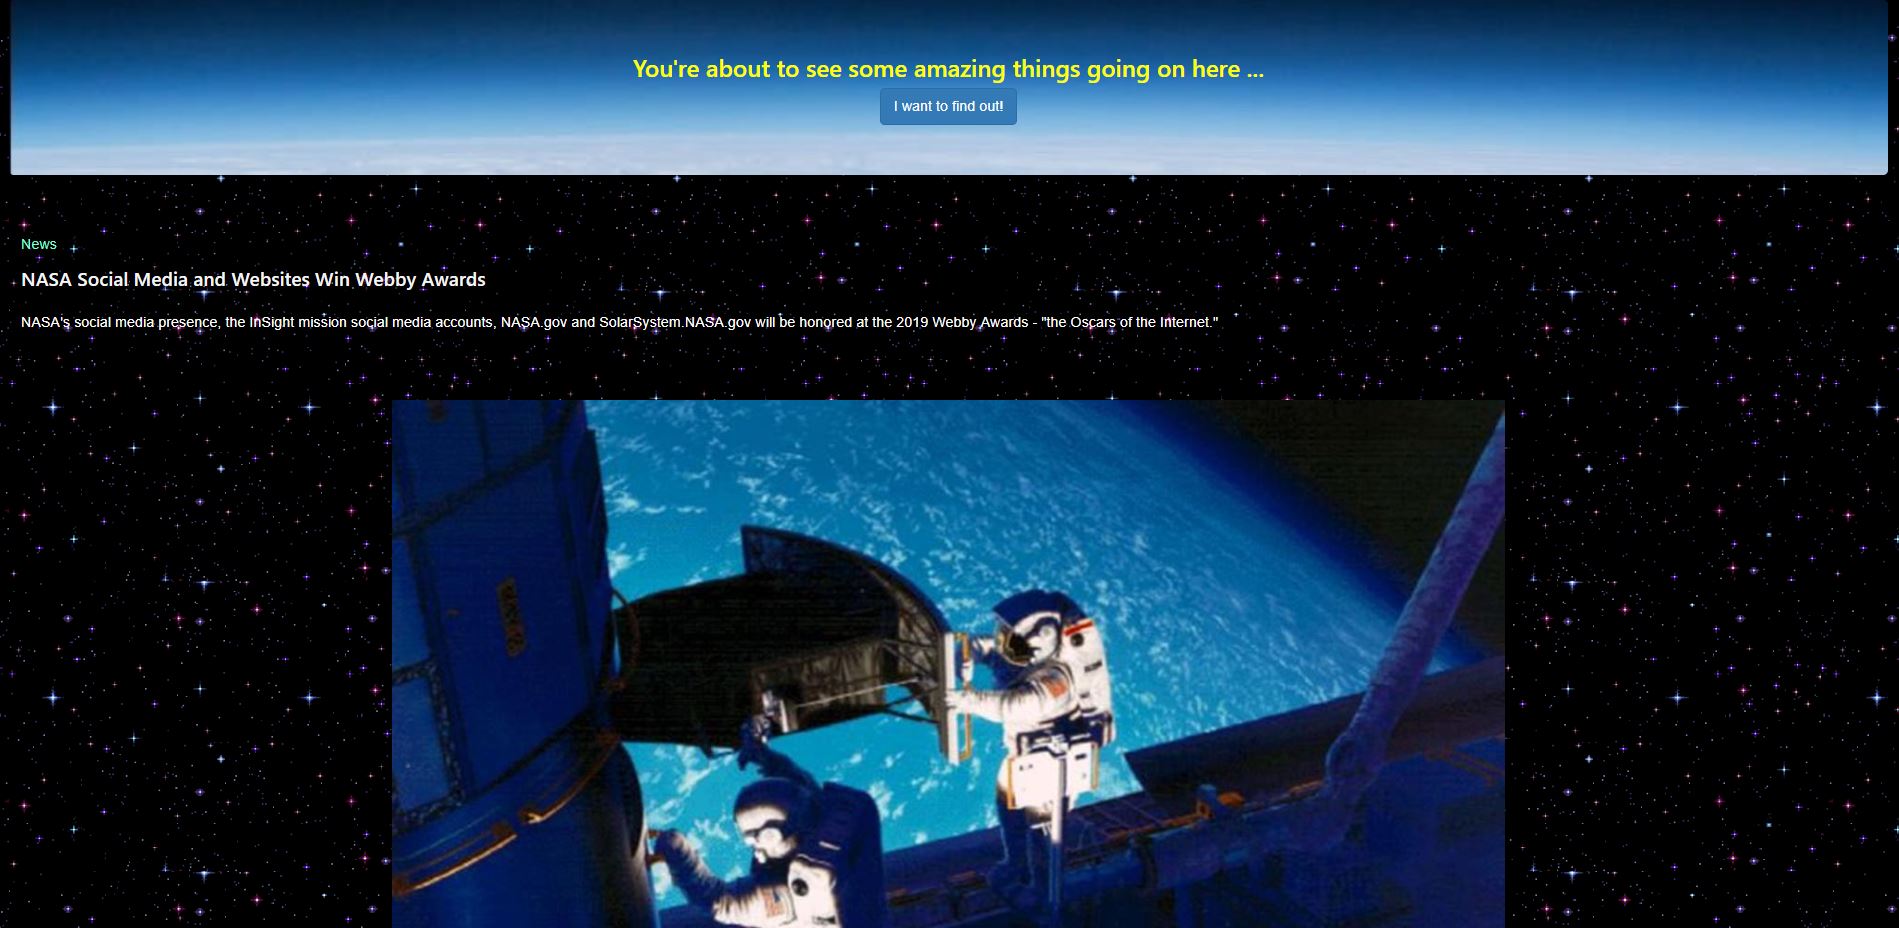 You're about to see some amazing things going on here ...
I want to find out!
News
NASA Social Media and Websites Win Webby Awards
NASA's social media presence, the InSight mission social media accounts, NASA.gov and SolarSystem.NASA.gov will be honored at the 2019 Webby Awards - "the Oscars of the Internet."